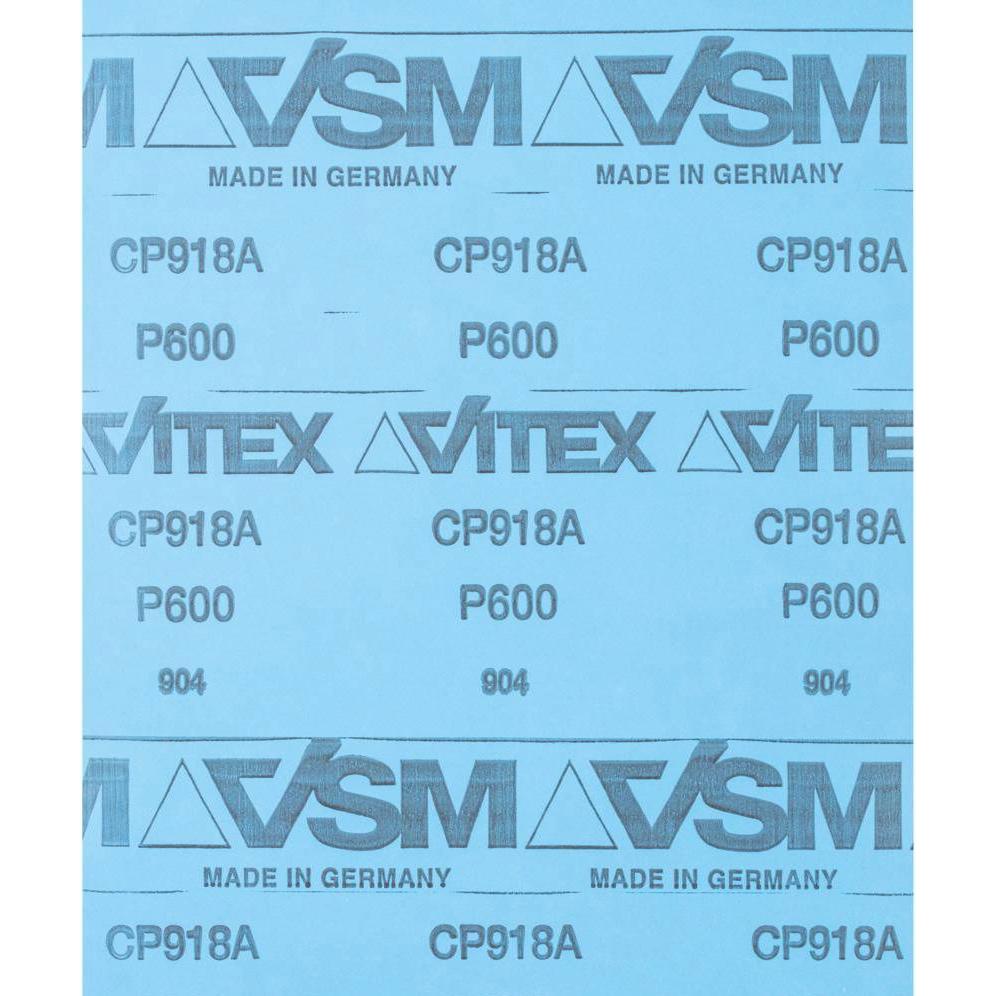 M VSM VSM
MADE IN GERMANY MADE IN GERMANY
CP918A CP918A CP918A
P600 P600 P600
VITEX VITEX VITE
CP918A CP918A CP918A
P600 P600 P600
904 904 904
M VSM VSM
MADE IN GERMANY MADE IN GERMANY
CP918A CP918A CP918A